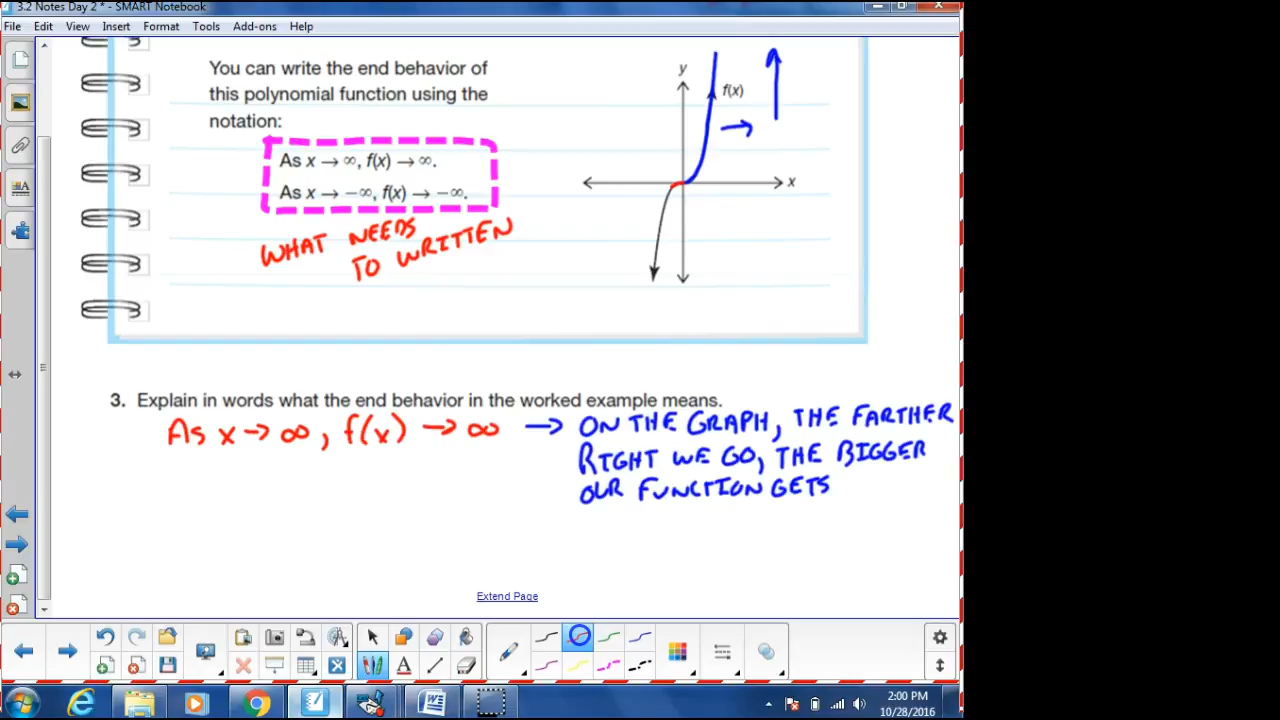 3.2 Notes Day 2 * - SMART Notebook
File Edit View Insert Format Tools Add-ons Help
You can write the end behavior of
this polynomial function using the
notation:
As x → ∞, f(x) → ∞.
As x → −∞, f(x) → −∞.
WHAT NEEDS
TO WRITTEN
y
f(x)
x
3. Explain in words what the end behavior in the worked example means.
As x → ∞, f(x) → ∞ → ON THE GRAPH, THE FARTHER
RIGHT WE GO, THE BIGGER
OUR FUNCTION GETS
Extend Page
2:00 PM
10/28/2016